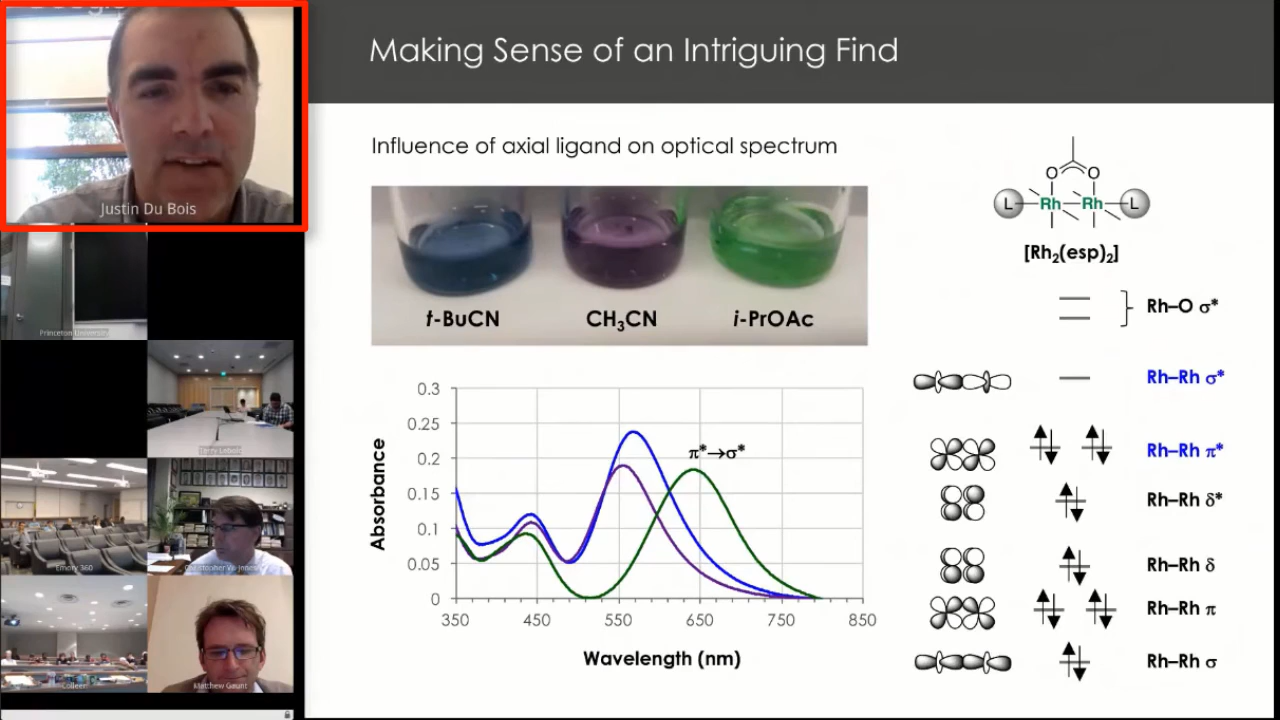 Making Sense of an Intriguing Find
Influence of axial ligand on optical spectrum
t-BuCN
CH₃CN
i-PrOAc
Absorbance
0.3
0.25
0.2
0.15
0.1
0.05
0
350
450
550
650
750
850
Wavelength (nm)
π*→σ*
O
O
L
Rh
Rh
L
[Rh₂(esp)₂]
Rh–O σ*
Rh–Rh σ*
Rh–Rh π*
Rh–Rh δ*
Rh–Rh δ
Rh–Rh π
Rh–Rh σ
Justin Du Bois
Princeton
Emory 360
Matthew Gaunt